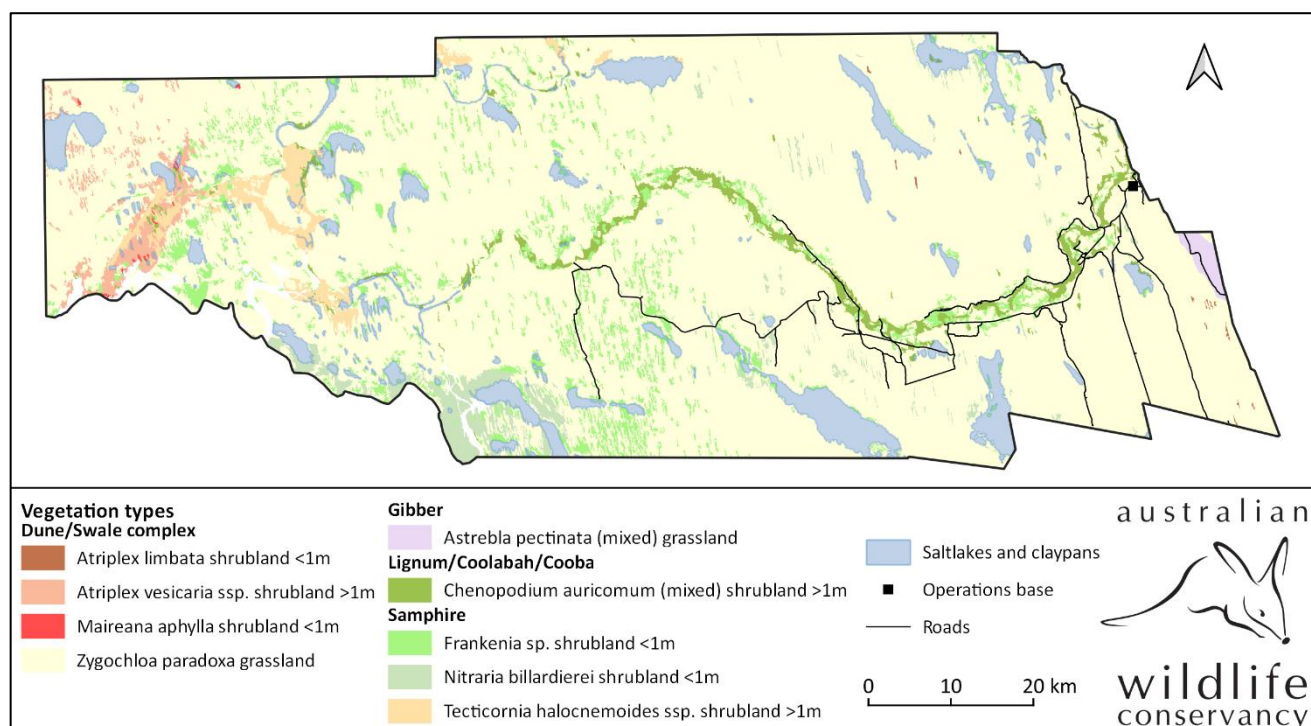 Vegetation types
Dune/Swale complex
Atriplex limbata shrubland <1m
Atriplex vesicaria ssp. shrubland >1m
Maireana aphylla shrubland <1m
Zygochloa paradoxa grassland
Gibber
Astrebla pectinata (mixed) grassland
Lignum/Coolabah/Cooba
Chenopodium auricomum (mixed) shrubland >1m
Samphire
Frankenia sp. shrubland <1m
Nitraria billardierei shrubland <1m
Tecticornia halocnemoides ssp. shrubland >1m
Saltlakes and claypans
Operations base
Roads
0 10 20 km
australian
wildlife
conservancy